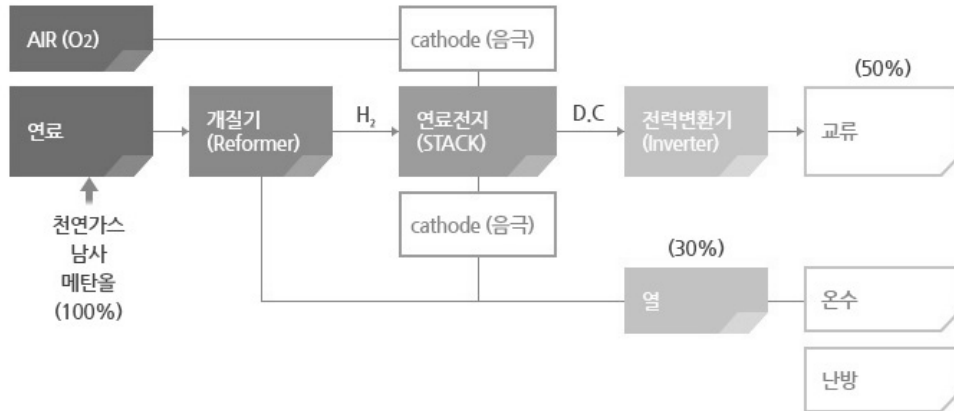 AIR (O2)
cathode (음극)
(50%)
연료
개질기
(Reformer)
H2
연료전지
(STACK)
D.C
전력변환기
(Inverter)
교류
천연가스
남사
메탄올
(100%)
cathode (음극)
(30%)
열
온수
난방